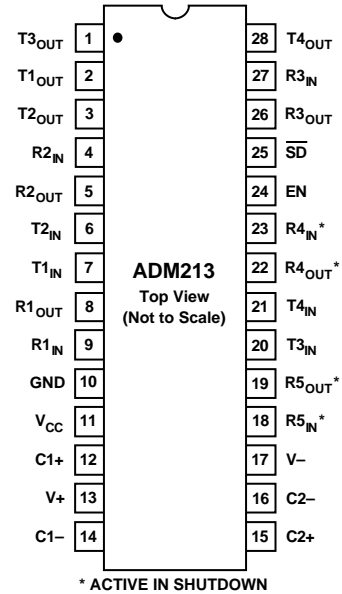 T3OUT 1 28 T4OUT
T1OUT 2 27 R3IN
T2OUT 3 26 R3OUT
R2IN 4 25 S̅D̅
R2OUT 5 24 EN
T2IN 6 23 R4IN*
T1IN 7 ADM213 22 R4OUT*
Top View
R1OUT 8 (Not to Scale) 21 T4IN
R1IN 9 20 T3IN
GND 10 19 R5OUT*
VCC 11 18 R5IN*
C1+ 12 17 V–
V+ 13 16 C2–
C1– 14 15 C2+
* ACTIVE IN SHUTDOWN